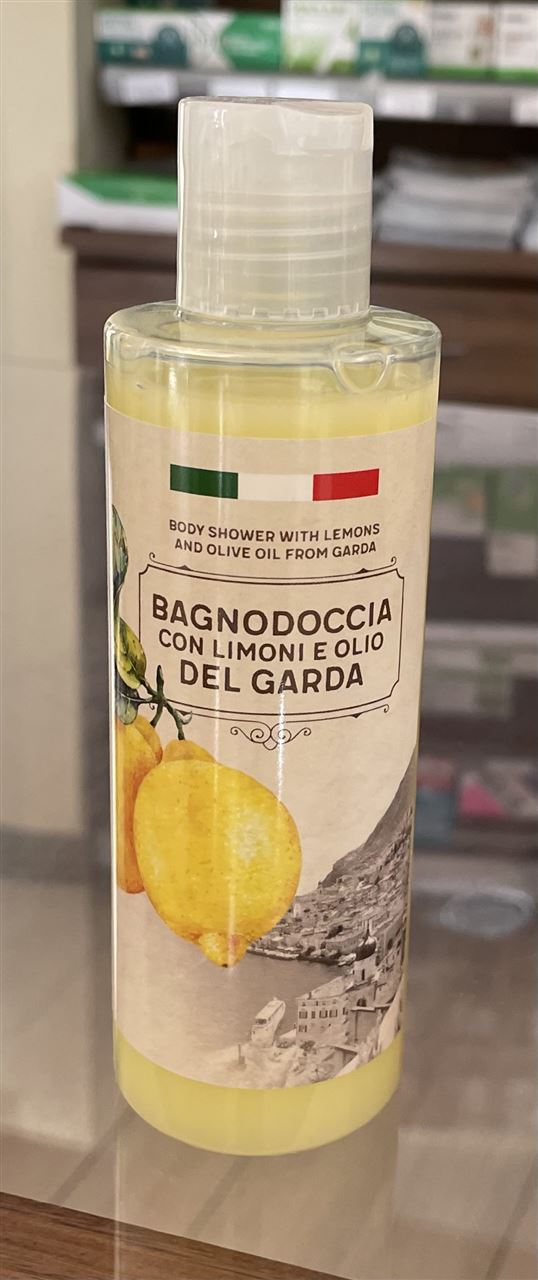 BODY SHOWER WITH LEMONS
AND OLIVE OIL FROM GARDA
BAGNODOCCIA
CON LIMONI E OLIO
DEL GARDA